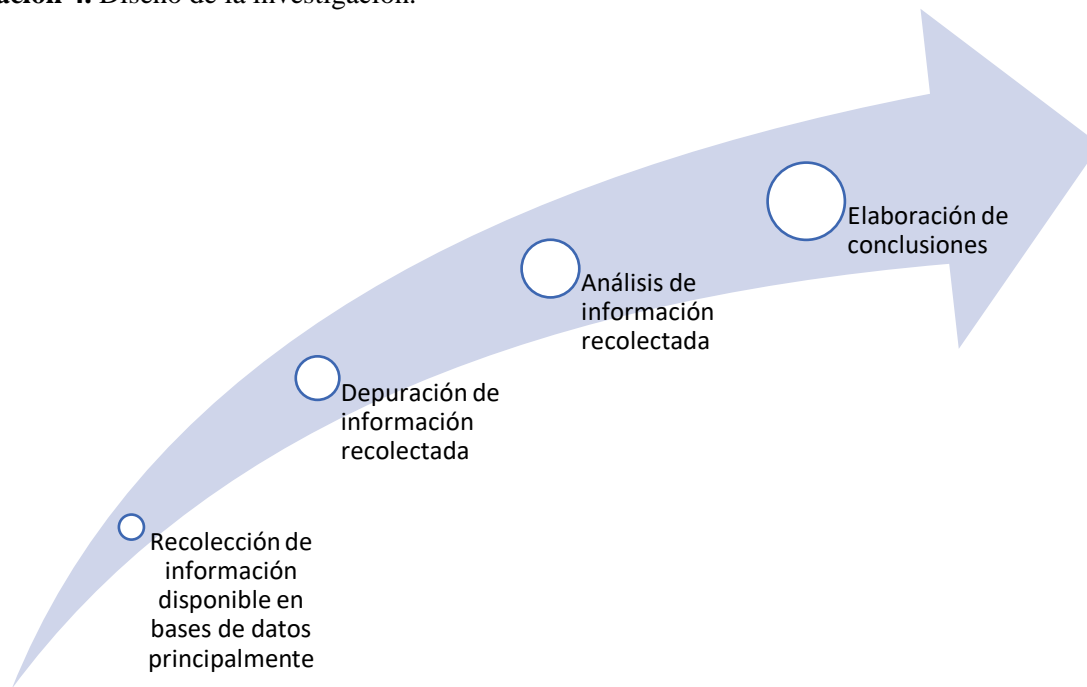 4. Diseño de la investigación.
Elaboración de
conclusiones
Análisis de
información
recolectada
Depuración de
información
recolectada
Recolección de
información
disponible en
bases de datos
principalmente